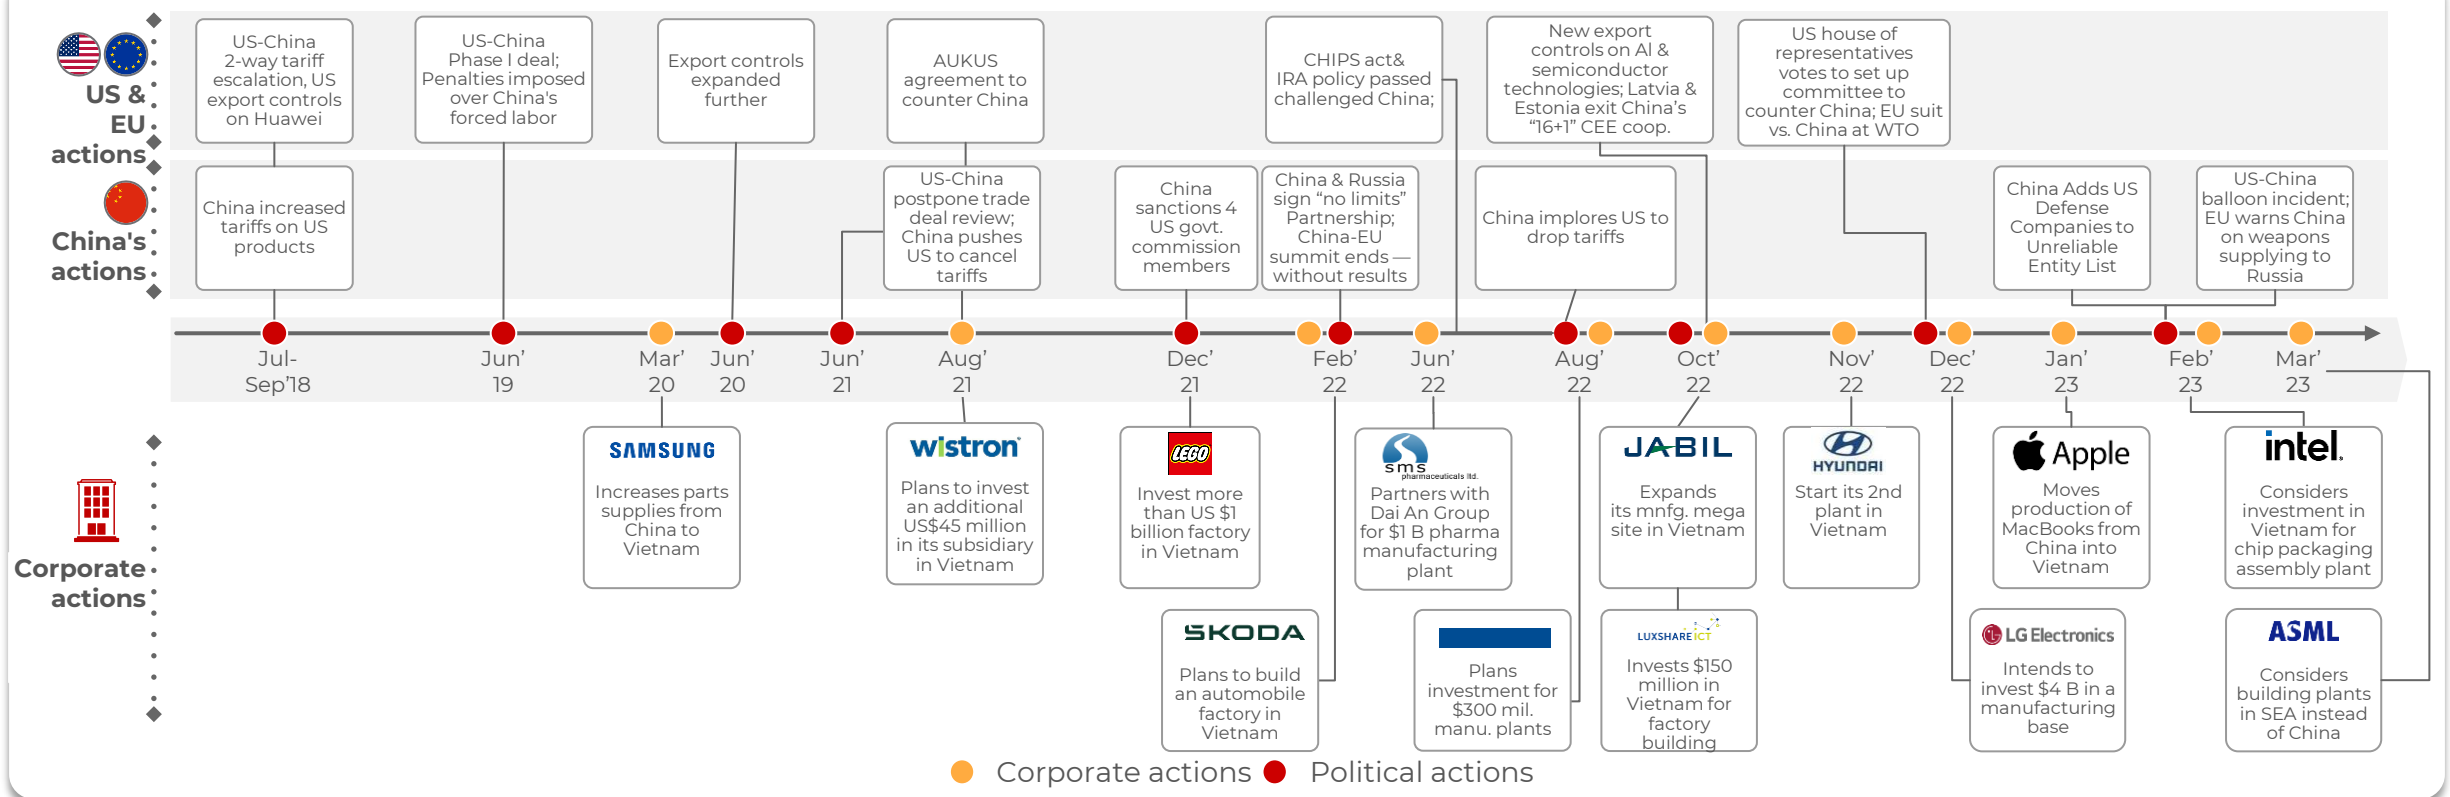 US &
EU
actions
US-China
2-way tariff
escalation, US
export controls
on Huawei
US-China
Phase I deal;
Penalties imposed
over China's
forced labor
Export controls
expanded
further
AUKUS
agreement to
counter China
CHIPS act&
IRA policy passed
challenged China;
New export
controls on Al &
semiconductor
technologies; Latvia &
Estonia exit China’s
“16+1” CEE coop.
US house of
representatives
votes to set up
committee to
counter China; EU suit
vs. China at WTO
China's
actions
China increased
tariffs on US
products
US-China
postpone trade
deal review;
China pushes
US to cancel
tariffs
China
sanctions 4
US govt.
commission
members
China & Russia
sign “no limits”
Partnership;
China-EU
summit ends —
without results
China implores US to
drop tariffs
China Adds US
Defense
Companies to
Unreliable
Entity List
US-China
balloon incident;
EU warns China
on weapons
supplying to
Russia
Jul-
Sep’18
Jun’
19
Mar’
20
Jun’
20
Jun’
21
Aug’
21
Dec’
21
Feb’
22
Jun’
22
Aug’
22
Oct’
22
Nov’
22
Dec’
22
Jan’
23
Feb’
23
Mar’
23
Corporate
actions
SAMSUNG
Increases parts
supplies from
China to
Vietnam
wistron
Plans to invest
an additional
US$45 million
in its subsidiary
in Vietnam
LEGO
Invest more
than US $1
billion factory
in Vietnam
sms
pharmaceuticals ltd.
Partners with
Dai An Group
for $1 B pharma
manufacturing
plant
JABIL
Expands
its mnfg. mega
site in Vietnam
HYUNDAI
Start its 2nd
plant in
Vietnam
Apple
Moves
production of
MacBooks from
China into
Vietnam
intel.
Considers
investment in
Vietnam for
chip packaging
assembly plant
ŠKODA
Plans to build
an automobile
factory in
Vietnam
Plans
investment for
$300 mil.
manu. plants
LUXSHARE ICT
Invests $150
million in
Vietnam for
factory
building
LG Electronics
Intends to
invest $4 B in a
manufacturing
base
ASML
Considers
building plants
in SEA instead
of China
Corporate actions
Political actions